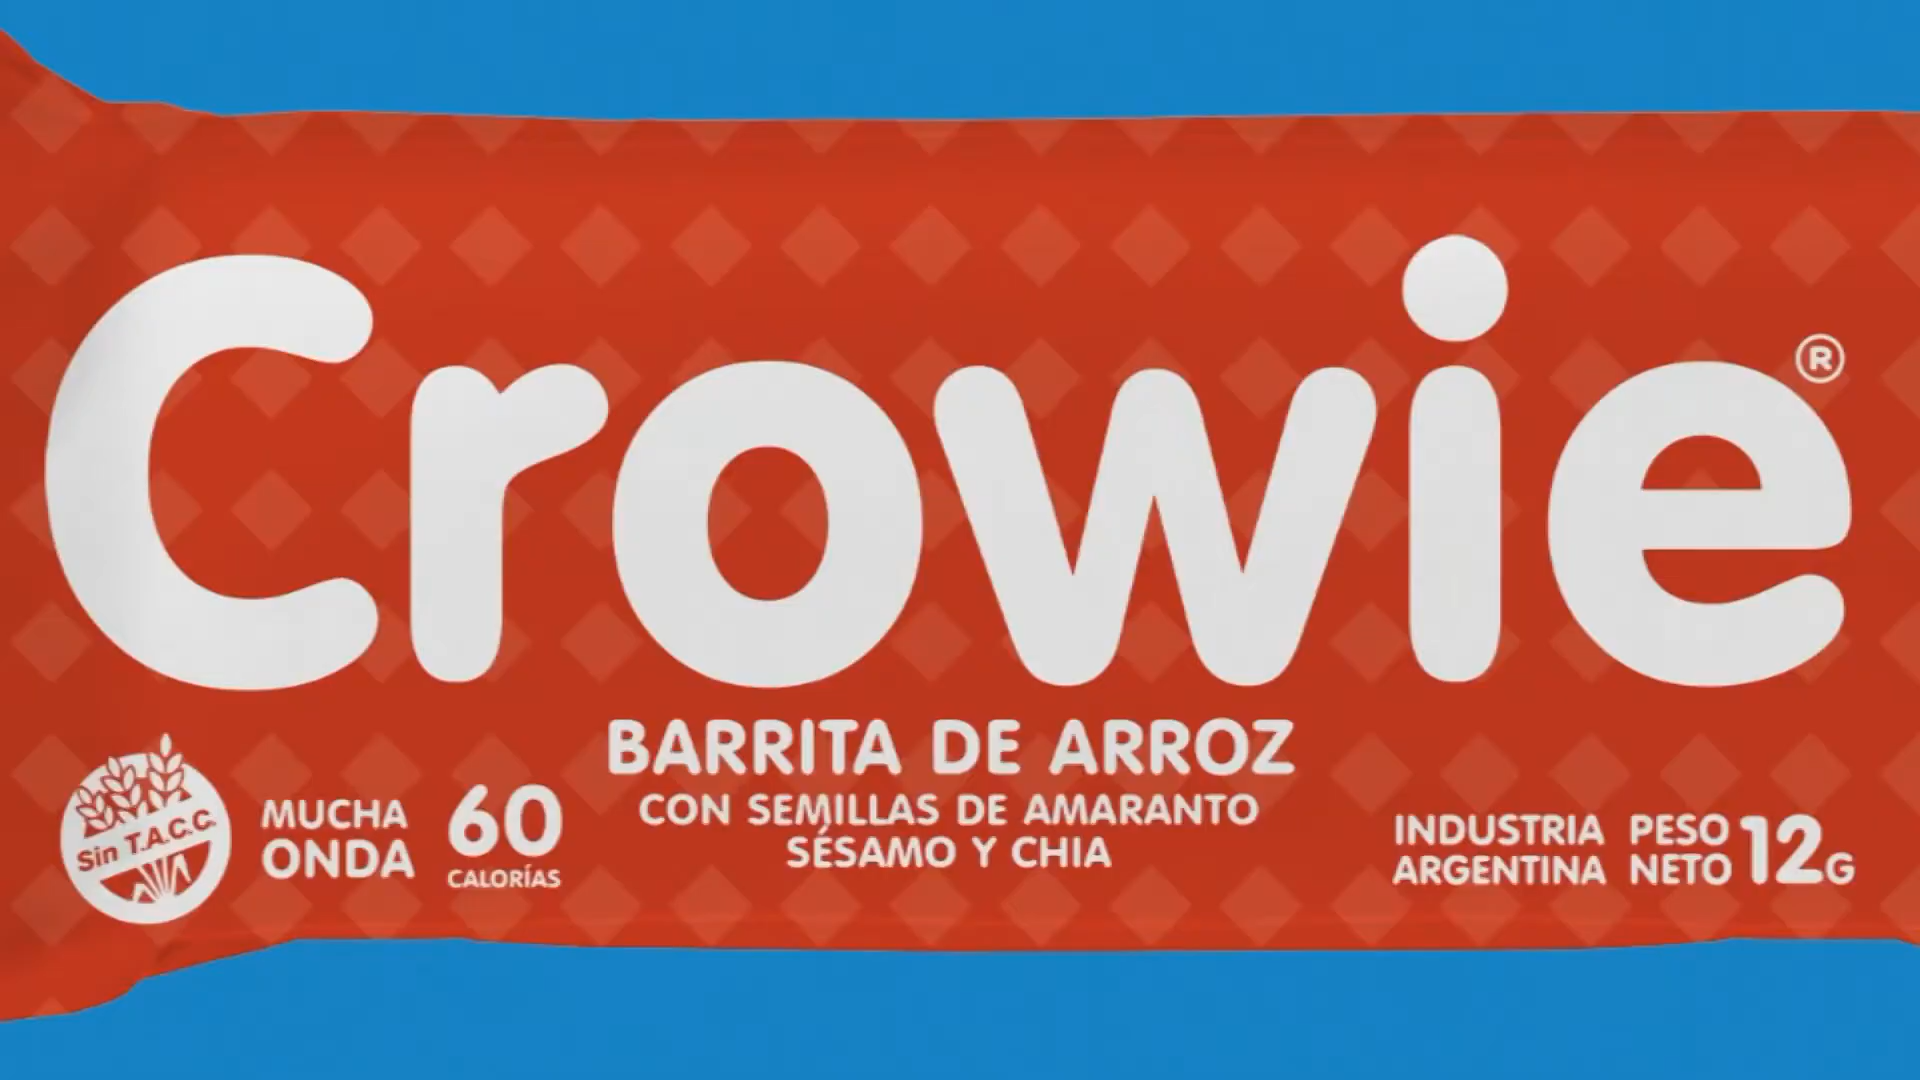 Crowie®
BARRITA DE ARROZ
CON SEMILLAS DE AMARANTO
SÉSAMO Y CHIA
Sin T.A.C.C.
MUCHA
ONDA
60
CALORÍAS
INDUSTRIA
ARGENTINA
PESO
NETO
12G